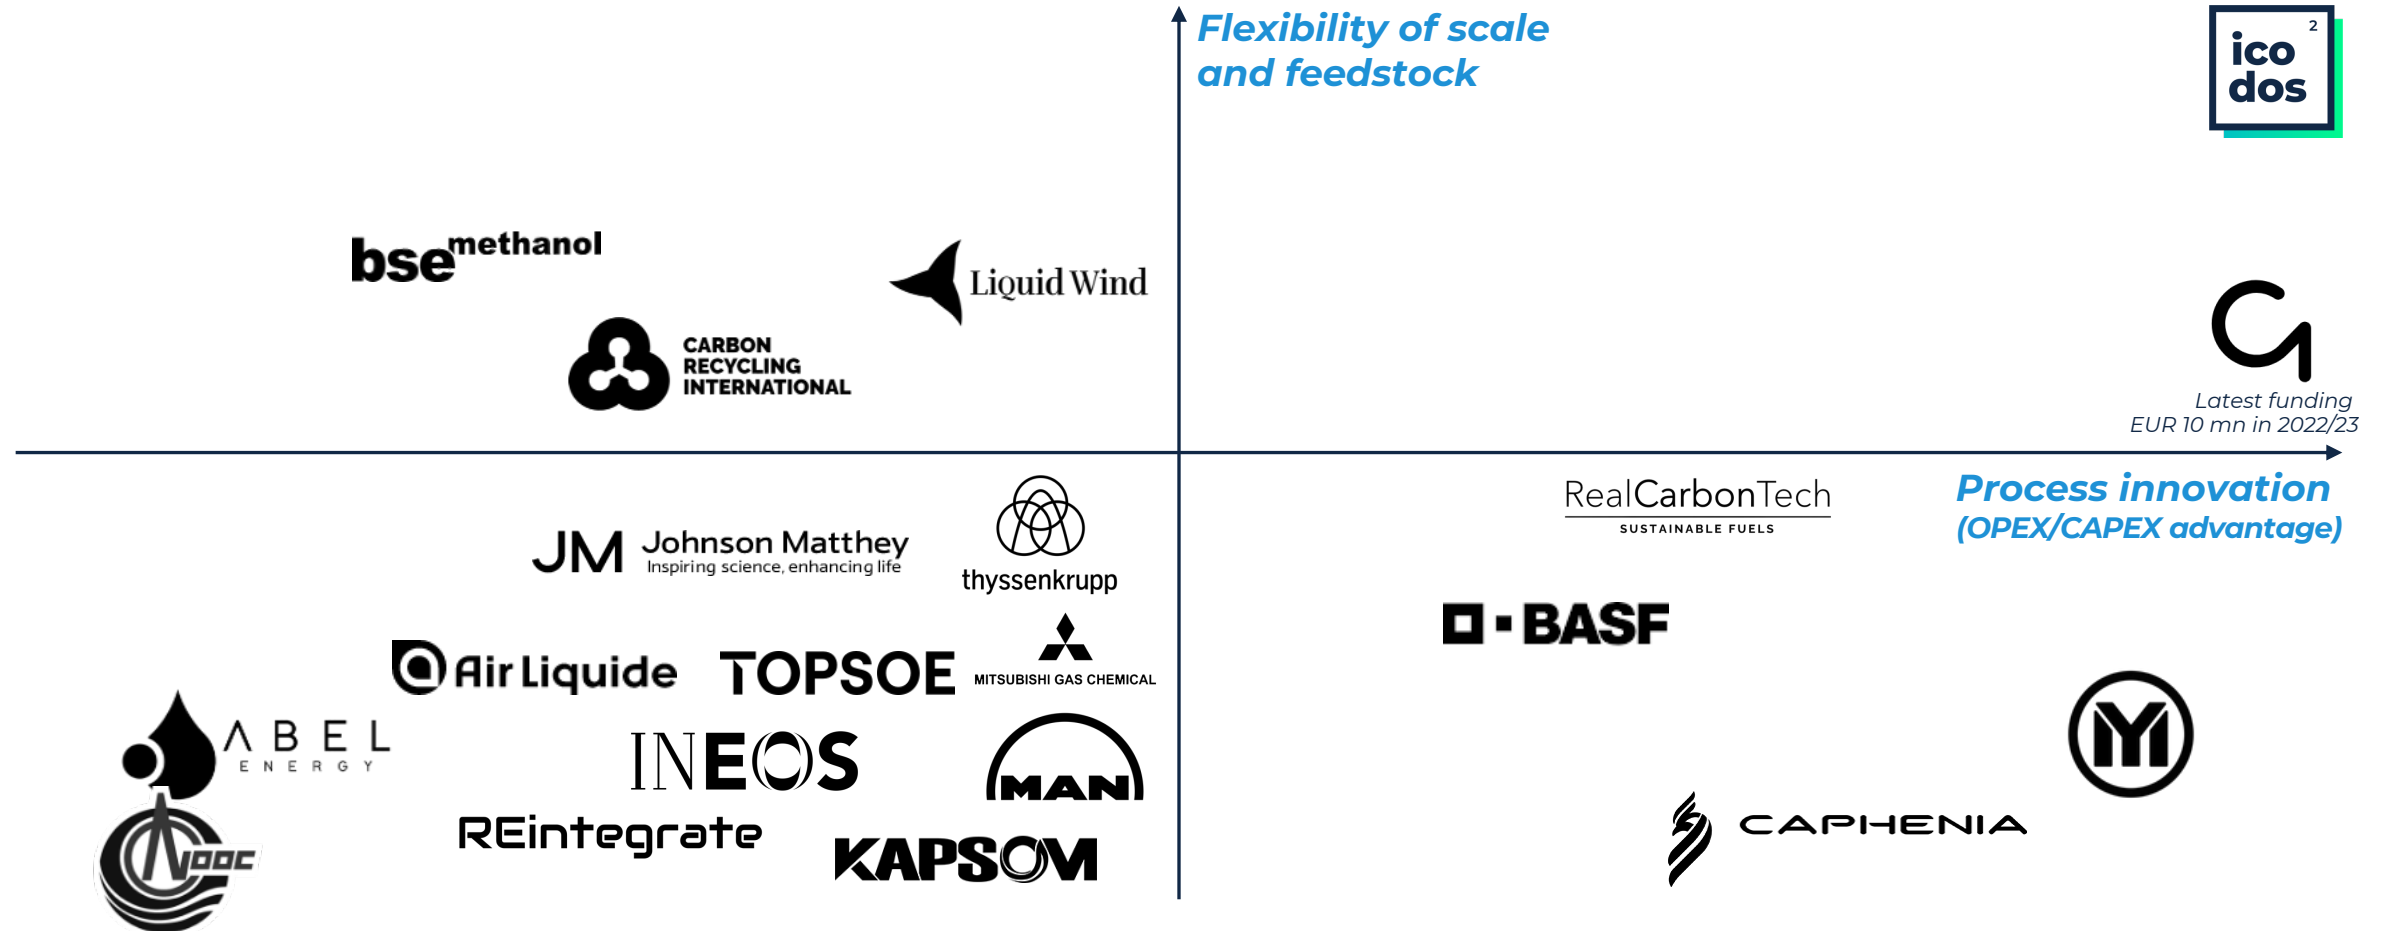 Flexibility of scale
and feedstock
ico 2
dos
bse methanol
Liquid Wind
CARBON
RECYCLING
INTERNATIONAL
Latest funding
EUR 10 mn in 2022/23
Process innovation
(OPEX/CAPEX advantage)
RealCarbonTech
SUSTAINABLE FUELS
JM Johnson Matthey
Inspiring science, enhancing life
thyssenkrupp
BASF
Air Liquide
TOPSOE
MITSUBISHI GAS CHEMICAL
ABEL
ENERGY
INEOS
MAN
CAPHENIA
REintegrate
KAPSOM
CNOOC